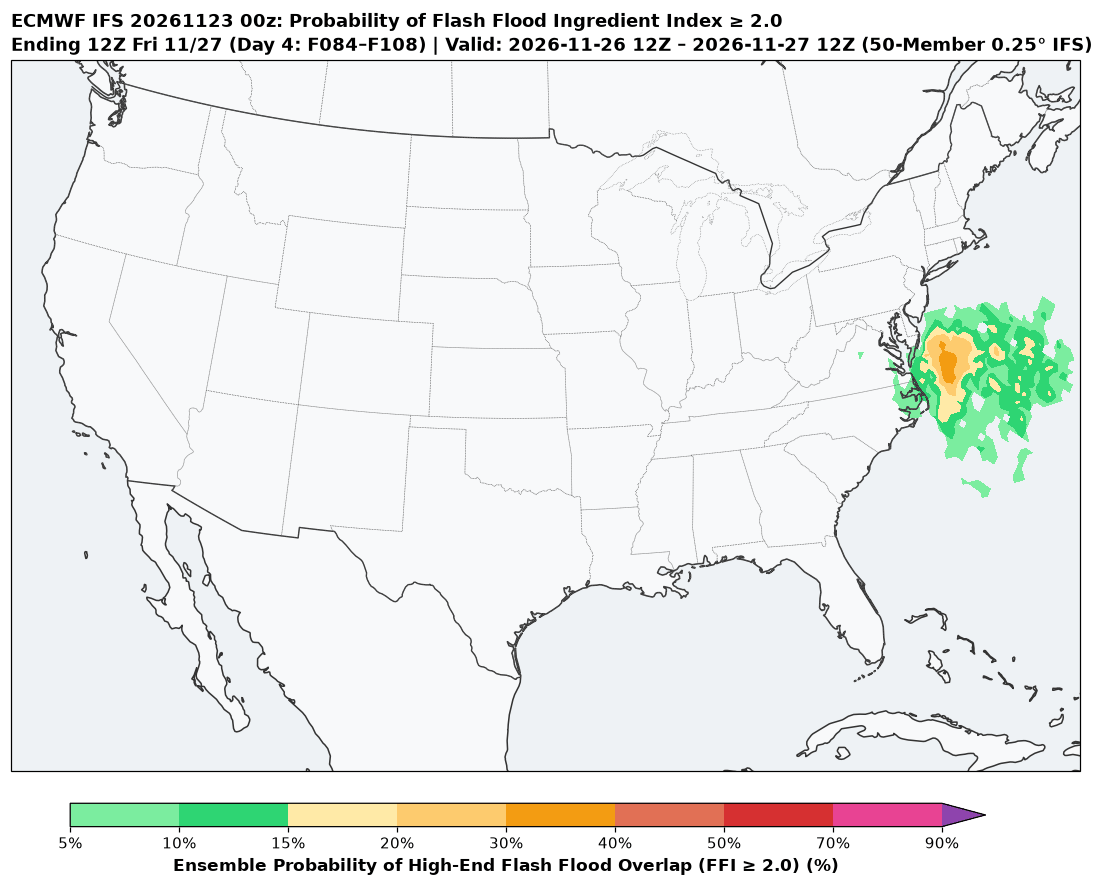 ECMWF IFS 20261123 00z: Probability of Flash Flood Ingredient Index ≥ 2.0
Ending 12Z Fri 11/27 (Day 4: F084–F108) | Valid: 2026-11-26 12Z – 2026-11-27 12Z (50-Member 0.25° IFS)
5% 10% 15% 20% 30% 40% 50% 70% 90%
Ensemble Probability of High-End Flash Flood Overlap (FFI ≥ 2.0) (%)